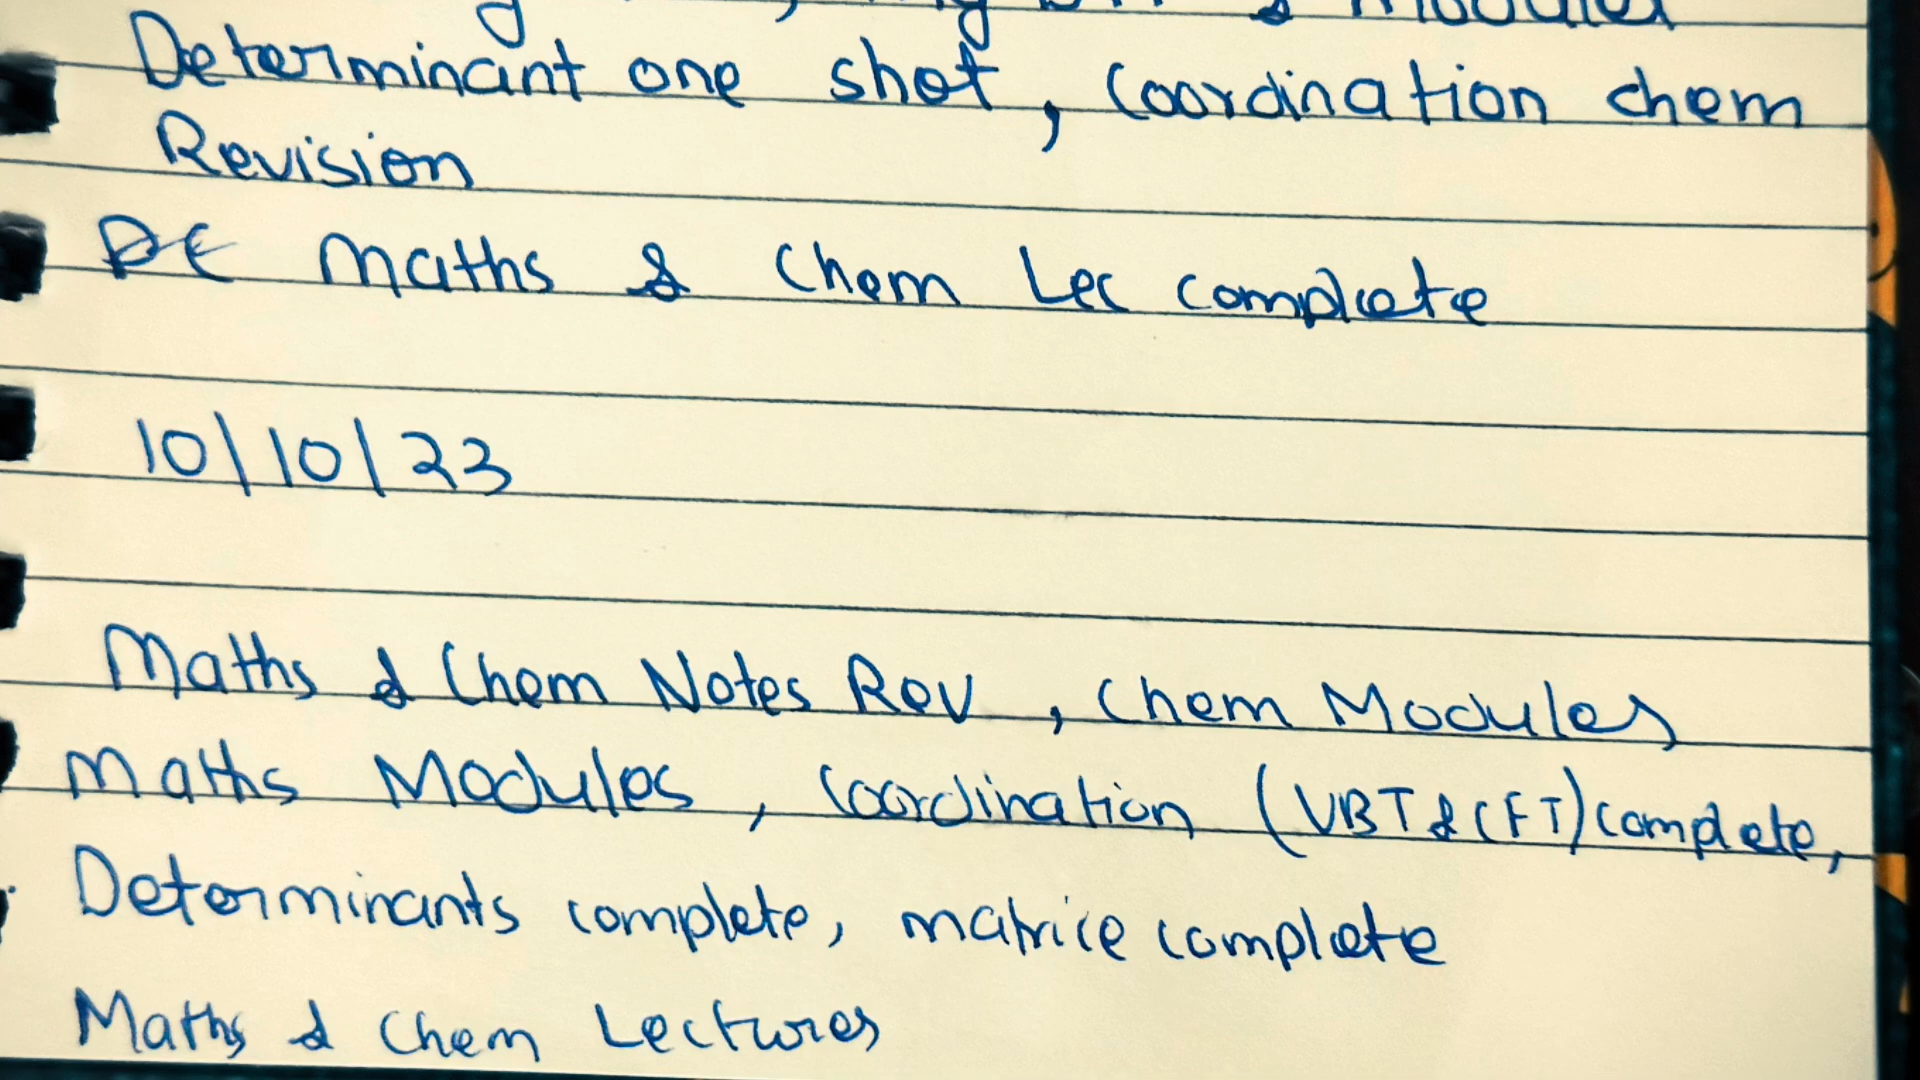 & Modules
Determinant one shot, Coordination chem
Revision
Maths & Chem Lec complete
10/10/23
Maths & Chem Notes Rev, Chem Modules
Maths Modules, Coordination (VBT & CFT) complete,
Determinants complete, matrice complete
Maths & Chem Lectures